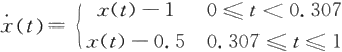 ẋ(t)= { x(t)−1 0⩽t<0.307
x(t)−0.5 0.307⩽t⩽1